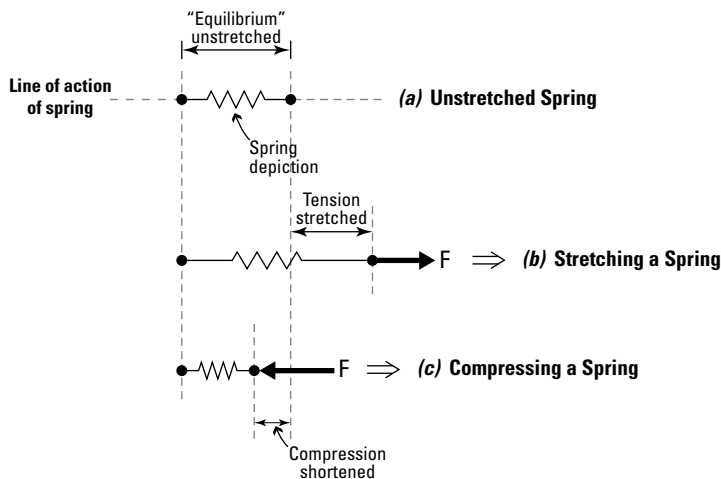 “Equilibrium”
unstretched
Line of action
of spring
(a) Unstretched Spring
Spring
depiction
Tension
stretched
F ⇒ (b) Stretching a Spring
F ⇒ (c) Compressing a Spring
Compression
shortened